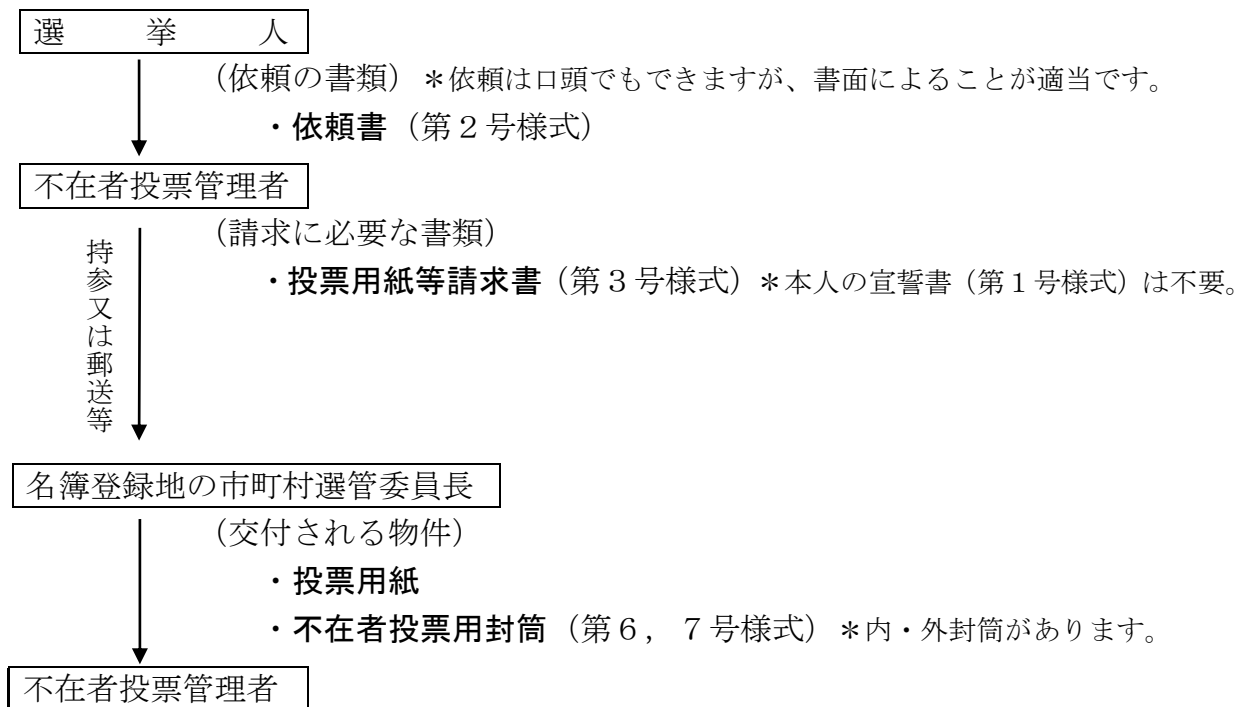 選挙人
(依頼の書類) *依頼は口頭でもできますが、書面によることが適当です。
・依頼書(第2号様式)
不在者投票管理者
(請求に必要な書類)
・投票用紙等請求書(第3号様式)*本人の宣誓書(第1号様式)は不要。
持参又は郵送等
名簿登録地の市町村選管委員長
(交付される物件)
・投票用紙
・不在者投票用封筒(第6,7号様式)*内・外封筒があります。
不在者投票管理者